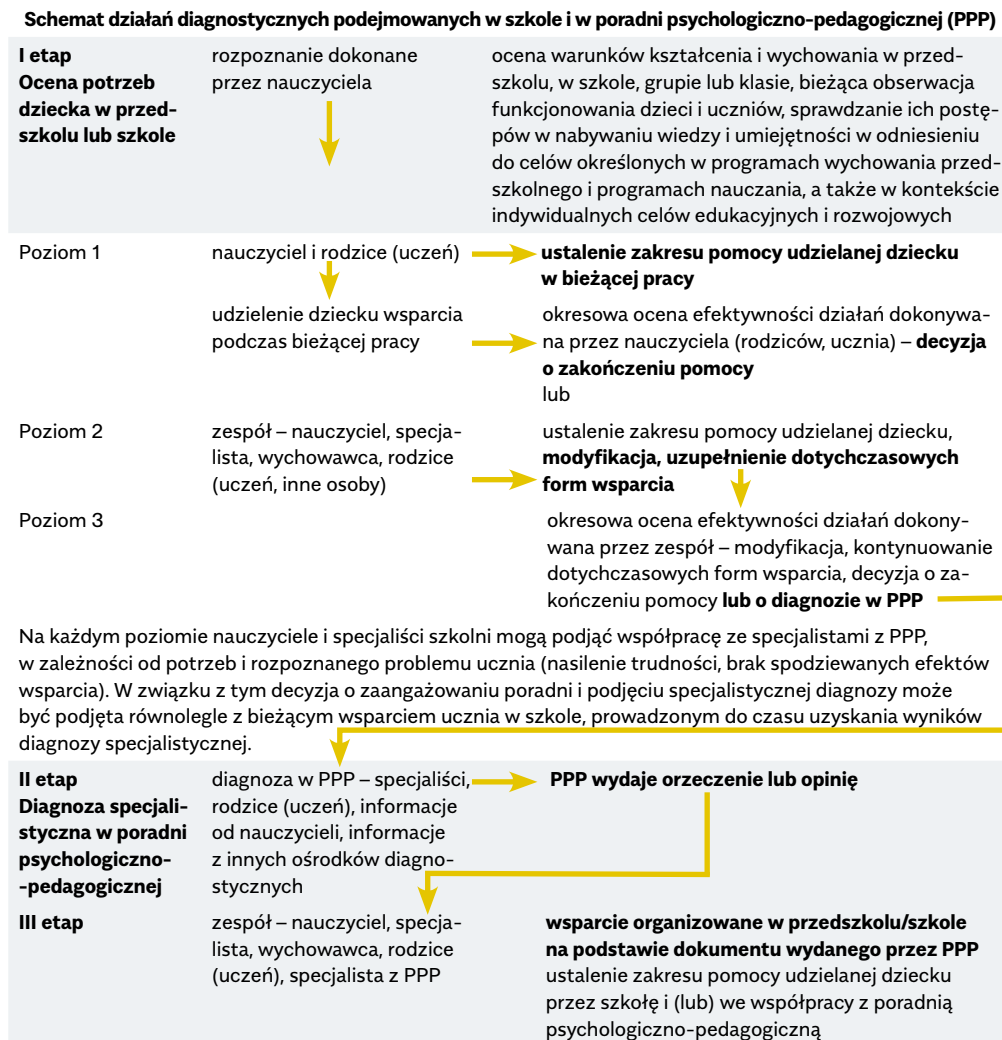 Schemat działań diagnostycznych podejmowanych w szkole i w poradni psychologiczno-pedagogicznej (PPP)
I etap
Ocena potrzeb
dziecka w przed-
szkolu lub szkole
rozpoznanie dokonane
przez nauczyciela
ocena warunków kształcenia i wychowania w przed-
szkolu, w szkole, grupie lub klasie, bieżąca obserwacja
funkcjonowania dzieci i uczniów, sprawdzanie ich postę-
pów w nabywaniu wiedzy i umiejętności w odniesieniu
do celów określonych w programach wychowania przed-
szkolnego i programach nauczania, a także w kontekście
indywidualnych celów edukacyjnych i rozwojowych
Poziom 1
nauczyciel i rodzice (uczeń)
ustalenie zakresu pomocy udzielanej dziecku
w bieżącej pracy
udzielenie dziecku wsparcia
podczas bieżącej pracy
okresowa ocena efektywności działań dokonywa-
na przez nauczyciela (rodziców, ucznia) – decyzja
o zakończeniu pomocy
lub
Poziom 2
zespół – nauczyciel, specja-
lista, wychowawca, rodzice
(uczeń, inne osoby)
ustalenie zakresu pomocy udzielanej dziecku,
modyfikacja, uzupełnienie dotychczasowych
form wsparcia
Poziom 3
okresowa ocena efektywności działań dokony-
wana przez zespół – modyfikacja, kontynuowanie
dotychczasowych form wsparcia, decyzja o za-
kończeniu pomocy lub o diagnozie w PPP
Na każdym poziomie nauczyciele i specjaliści szkolni mogą podjąć współpracę ze specjalistami z PPP,
w zależności od potrzeb i rozpoznanego problemu ucznia (nasilenie trudności, brak spodziewanych efektów
wsparcia). W związku z tym decyzja o zaangażowaniu poradni i podjęciu specjalistycznej diagnozy może
być podjęta równolegle z bieżącym wsparciem ucznia w szkole, prowadzonym do czasu uzyskania wyników
diagnozy specjalistycznej.
II etap
Diagnoza specjali-
styczna w poradni
psychologiczno-
-pedagogicznej
diagnoza w PPP – specjaliści,
rodzice (uczeń), informacje
od nauczycieli, informacje
z innych ośrodków diagno-
stycznych
PPP wydaje orzeczenie lub opinię
III etap
zespół – nauczyciel, specja-
lista, wychowawca, rodzice
(uczeń), specjalista z PPP
wsparcie organizowane w przedszkolu/szkole
na podstawie dokumentu wydanego przez PPP
ustalenie zakresu pomocy udzielanej dziecku
przez szkołę i (lub) we współpracy z poradnią
psychologiczno-pedagogiczną